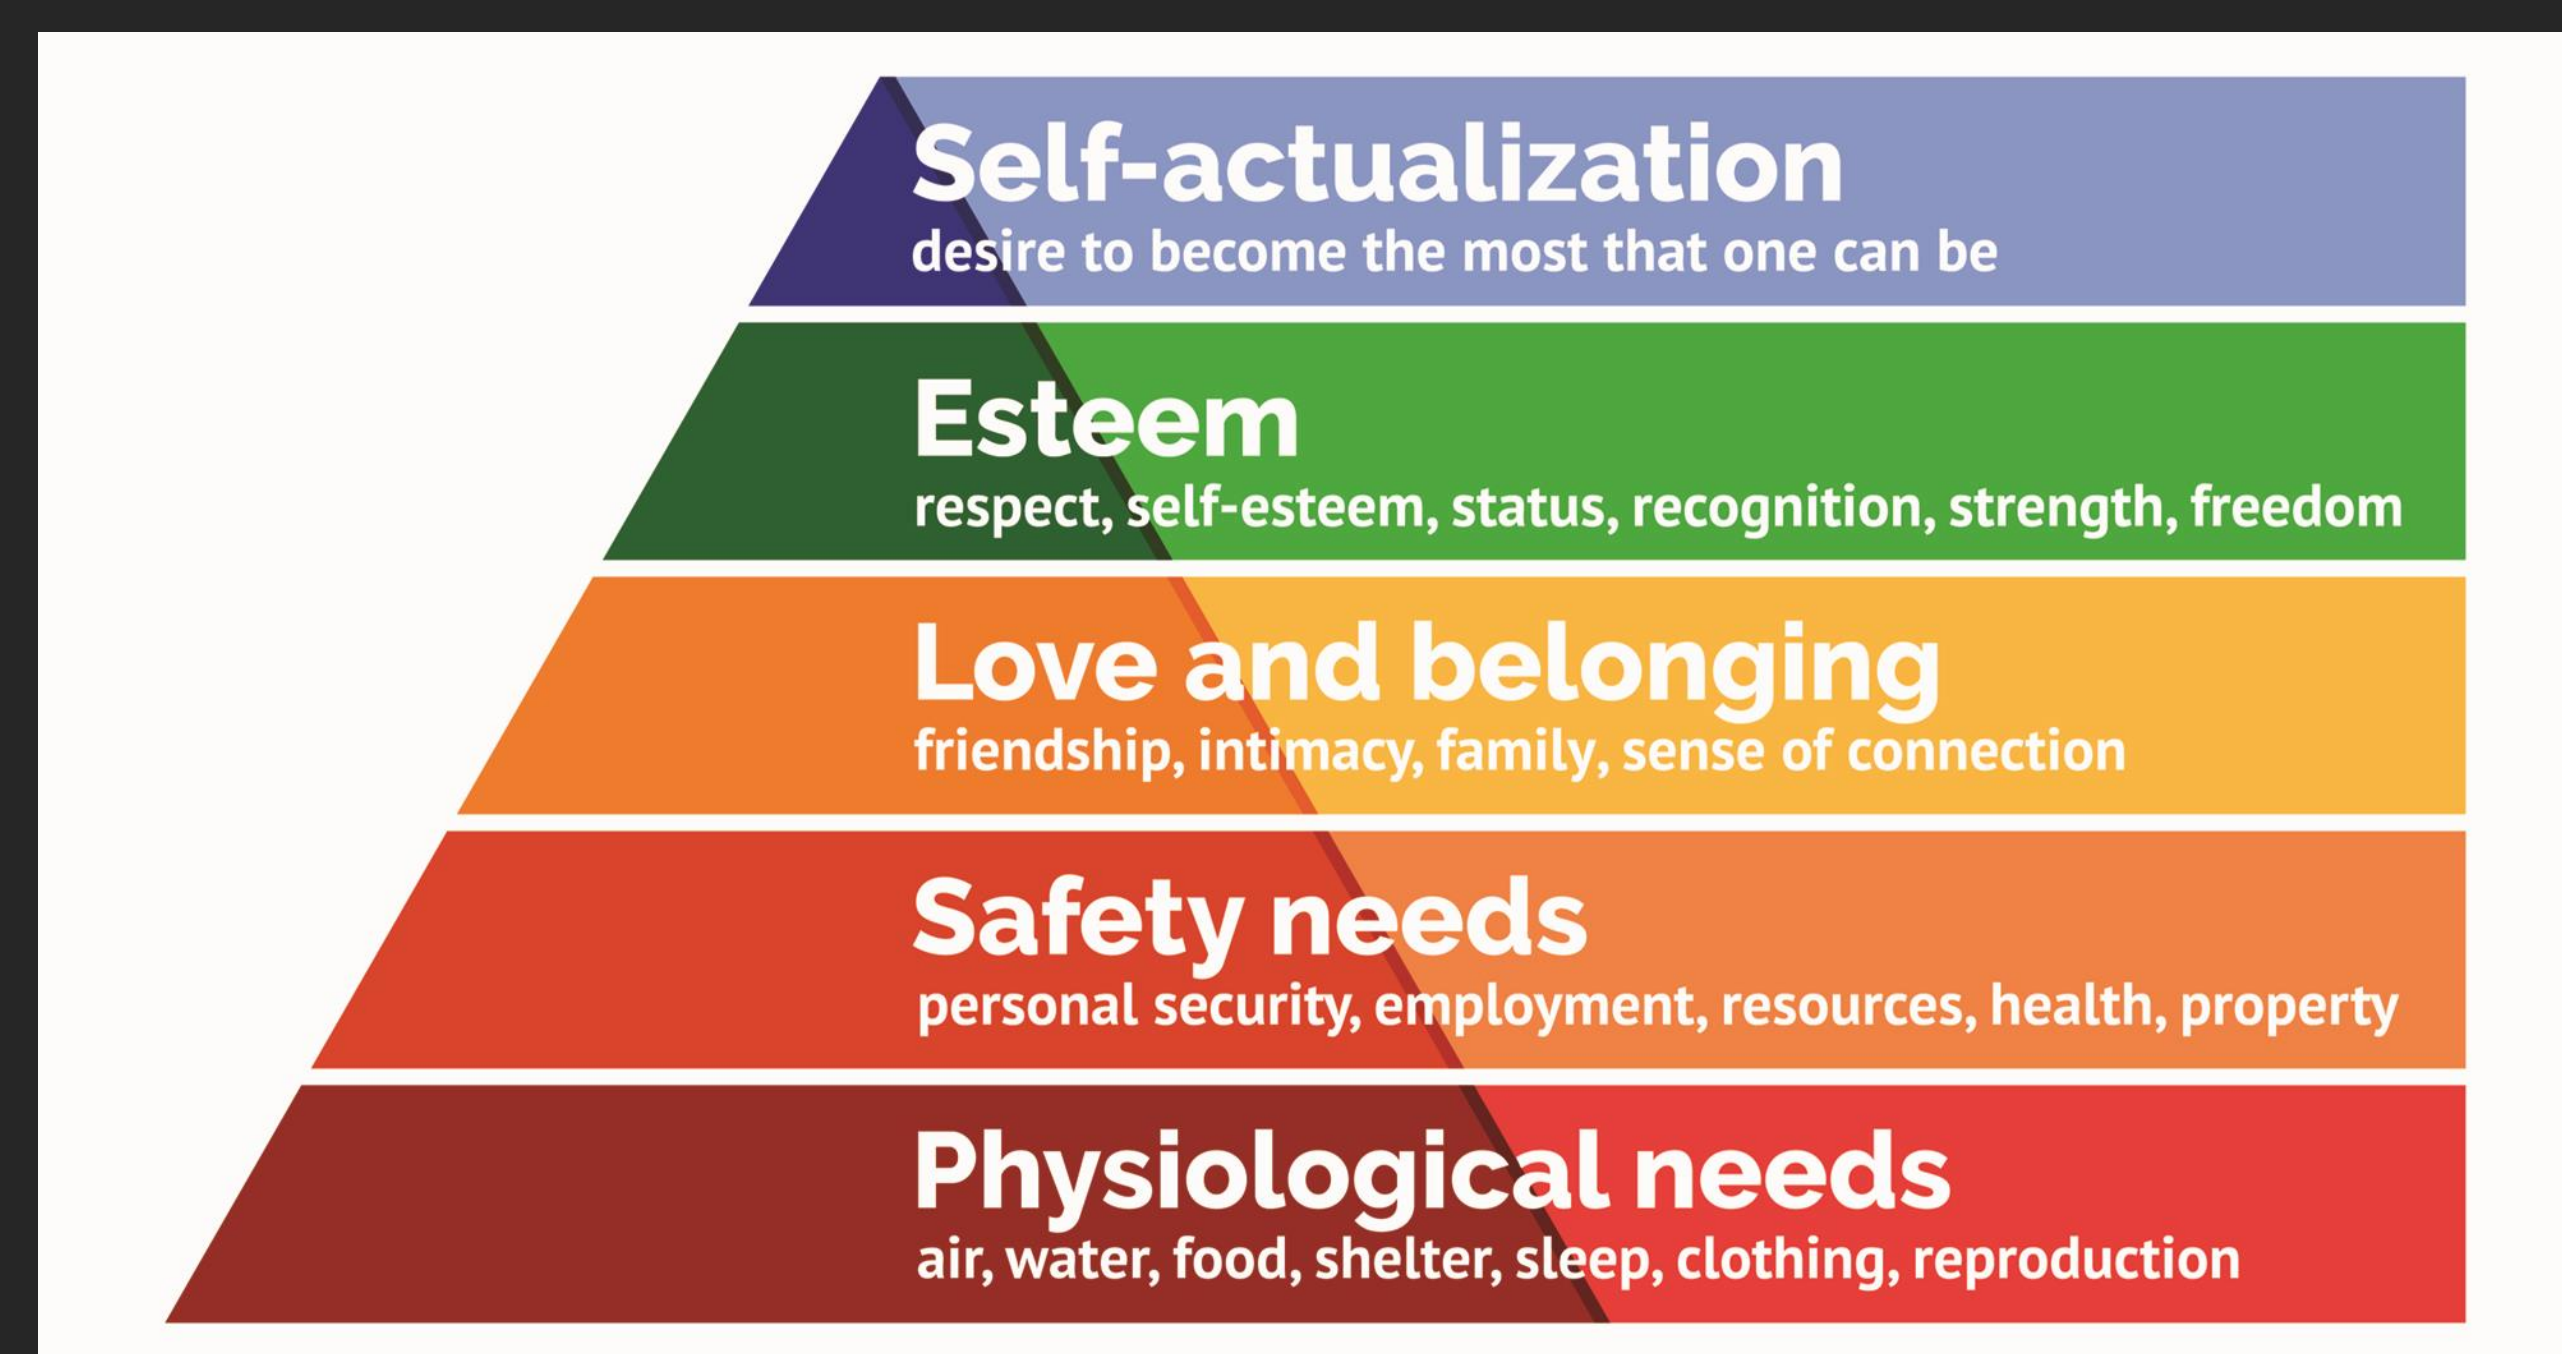 Self-actualization
desire to become the most that one can be
Esteem
respect, self-esteem, status, recognition, strength, freedom
Love and belonging
friendship, intimacy, family, sense of connection
Safety needs
personal security, employment, resources, health, property
Physiological needs
air, water, food, shelter, sleep, clothing, reproduction